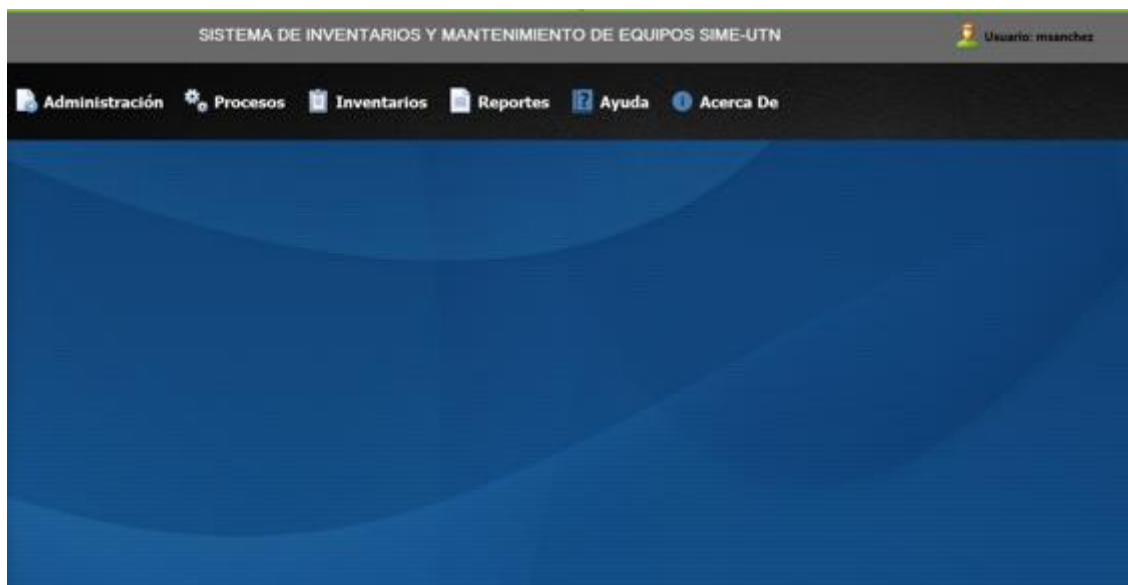 SISTEMA DE INVENTARIOS Y MANTENIMIENTO DE EQUIPOS SIME-UTN
Usuario: msanchez
Administración Procesos Inventarios Reportes Ayuda Acerca De